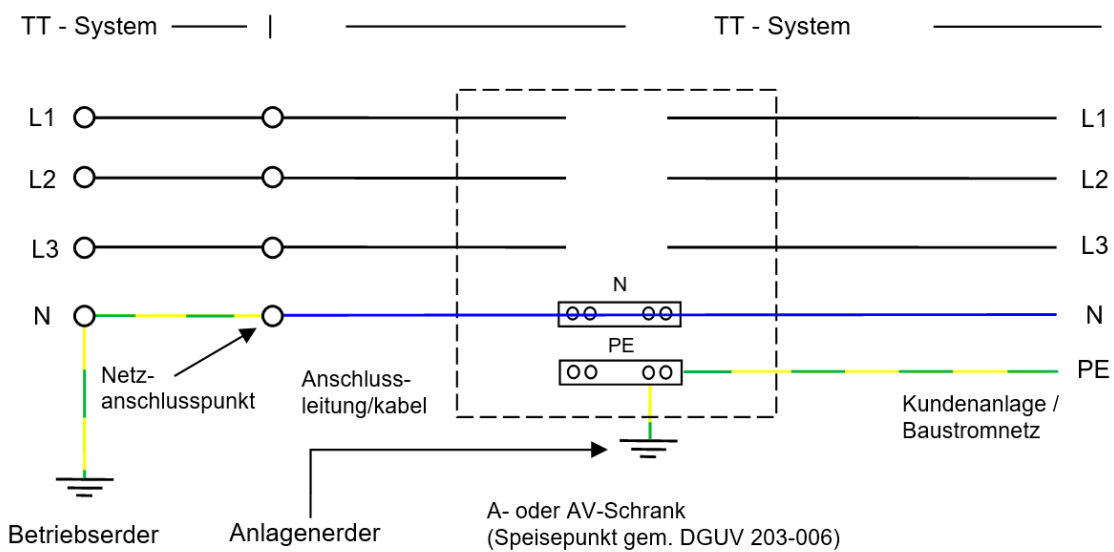 TT - System
TT - System
L1
L1
L2
L2
L3
L3
N
N
N
PE
PE
Netz-
anschlusspunkt
Anschluss-
leitung/kabel
Kundenanlage /
Baustromnetz
Betriebserder
Anlagenerder
A- oder AV-Schrank
(Speisepunkt gem. DGUV 203-006)